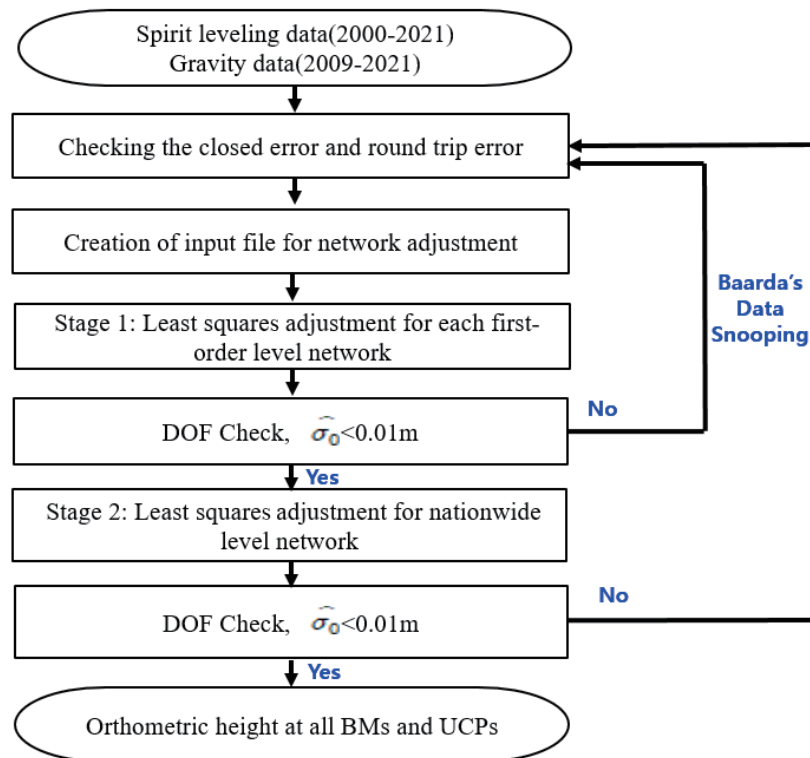 Spirit leveling data(2000-2021)
Gravity data(2009-2021)
Checking the closed error and round trip error
Creation of input file for network adjustment
Baarda's
Data
Snooping
Stage 1: Least squares adjustment for each first-
order level network
DOF Check, σ̂₀<0.01m
No
Yes
Stage 2: Least squares adjustment for nationwide
level network
DOF Check, σ̂₀<0.01m
No
Yes
Orthometric height at all BMs and UCPs